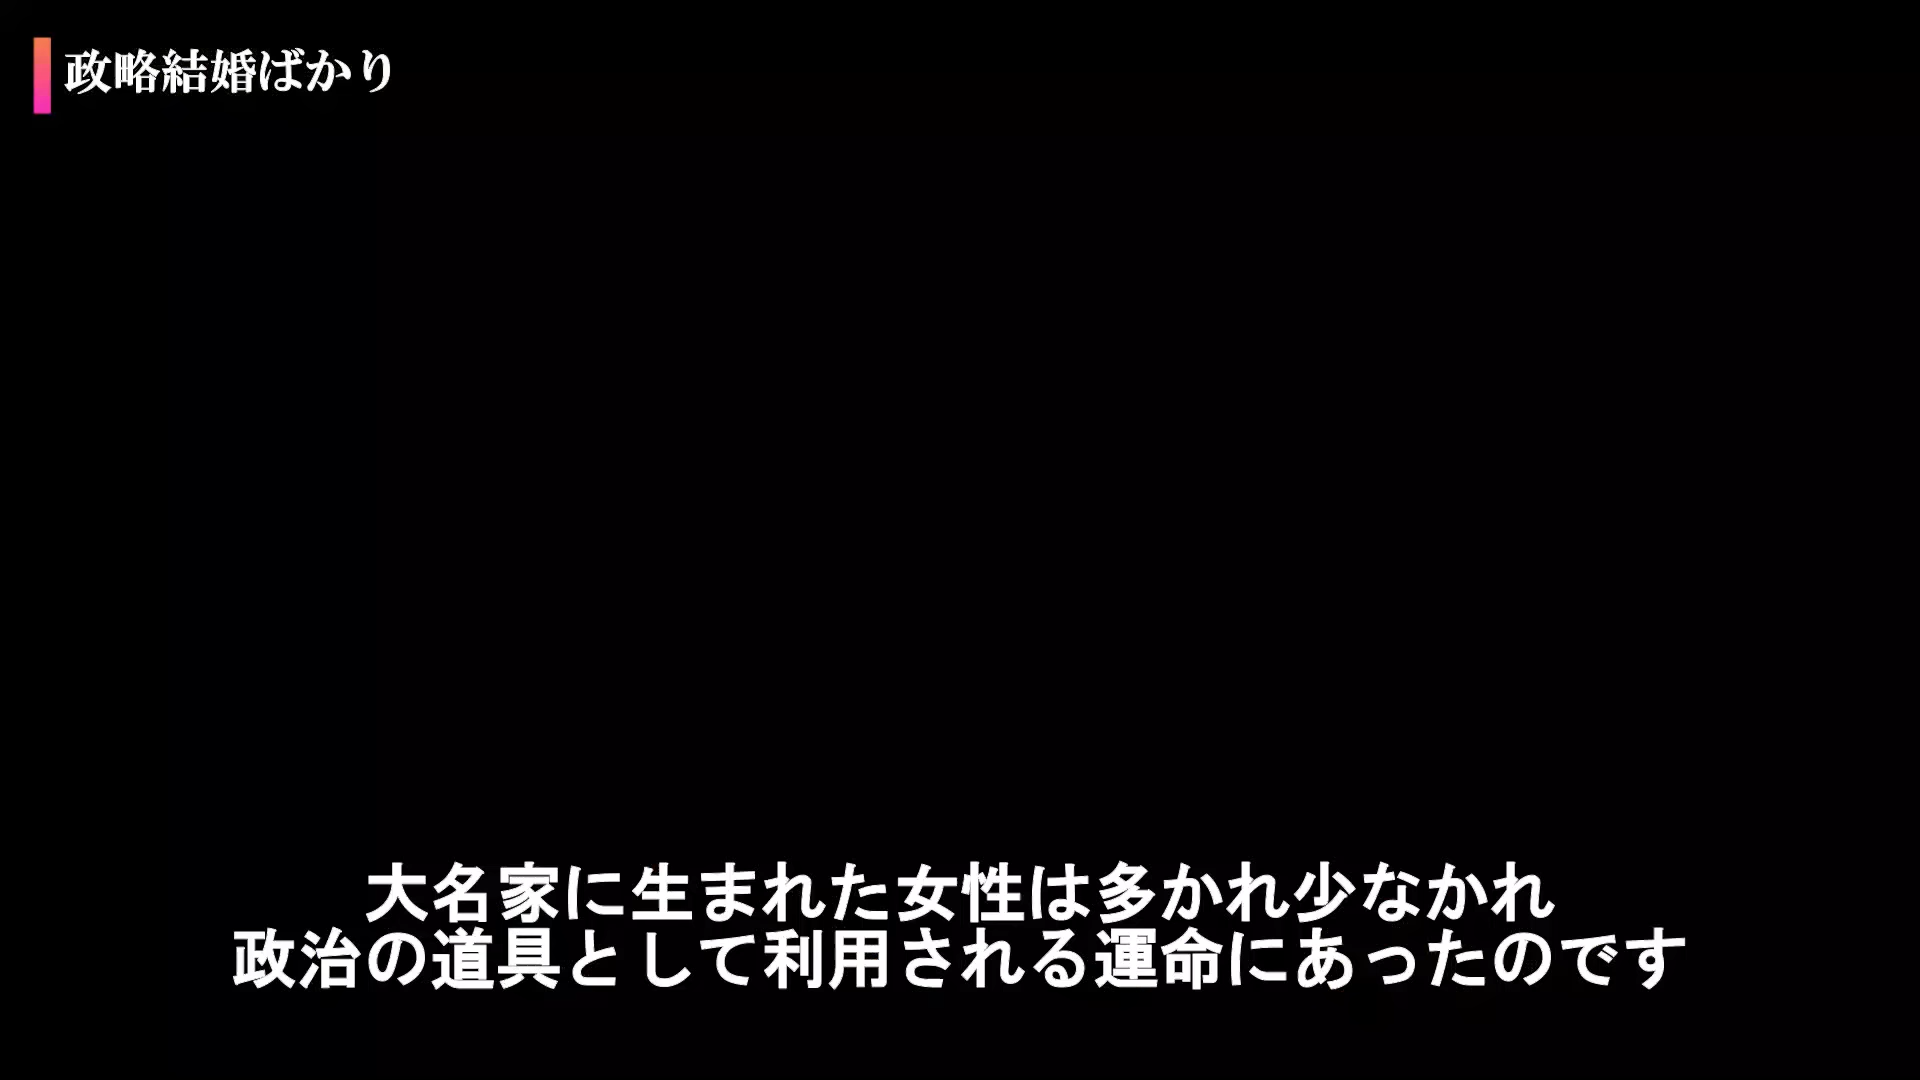 政略結婚ばかり
大名家に生まれた女性は多かれ少なかれ
政治の道具として利用される運命にあったのです